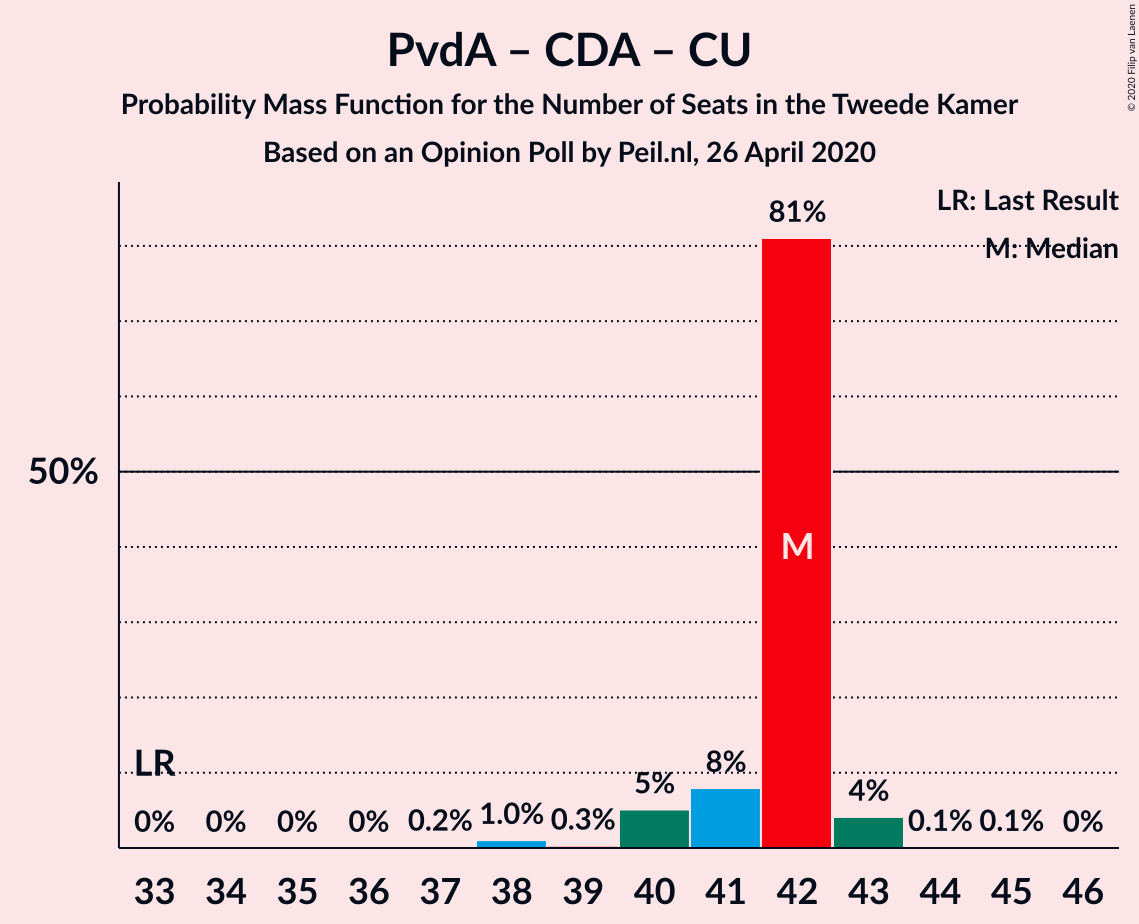 PvdA – CDA – CU
Probability Mass Function for the Number of Seats in the Tweede Kamer
Based on an Opinion Poll by Peil.nl, 26 April 2020
© 2020 Filip van Laenen
LR: Last Result
M: Median
81%
50%
M
LR
0% 0% 0% 0% 0.2% 1.0% 0.3% 5% 8% 4% 0.1% 0.1% 0%
33 34 35 36 37 38 39 40 41 42 43 44 45 46